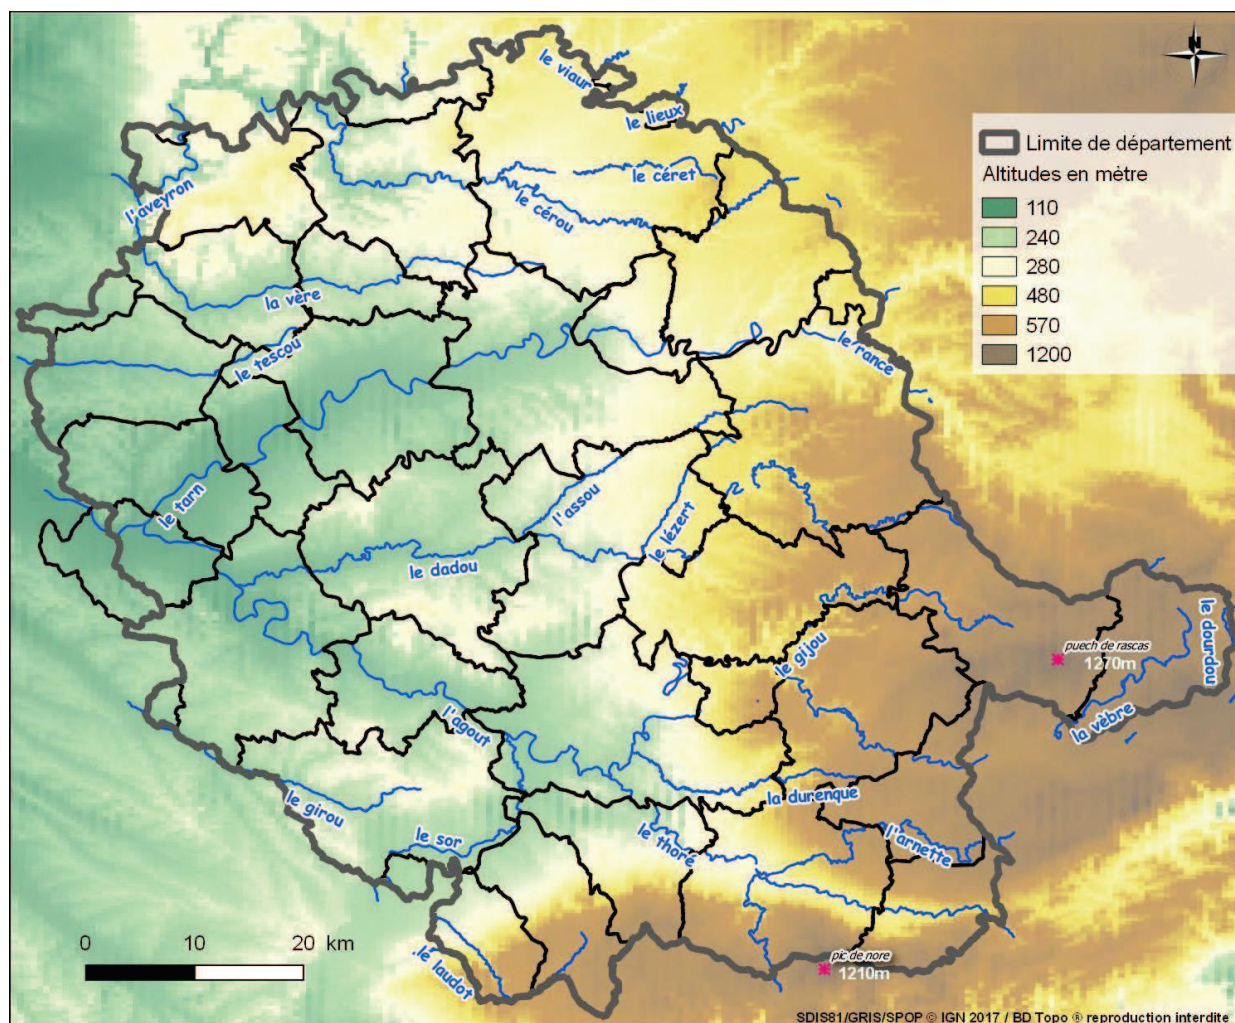 N
le viaur
le lieux
Limite de département
Altitudes en mètre
110
240
280
480
570
1200
l'aveyron
le céret
le cérou
la vère
le tescou
le rance
le tarn
l'assou
le lézert
le dadou
le gijou
puech de rascas
1270m
le dourdou
la vèbre
l'agout
la durenque
le girou
le sor
le thoré
l'arnette
le laudot
pic de nore
1210m
0 10 20 km
SDIS81/GRIS/SPOP © IGN 2017 / BD Topo ® reproduction interdite